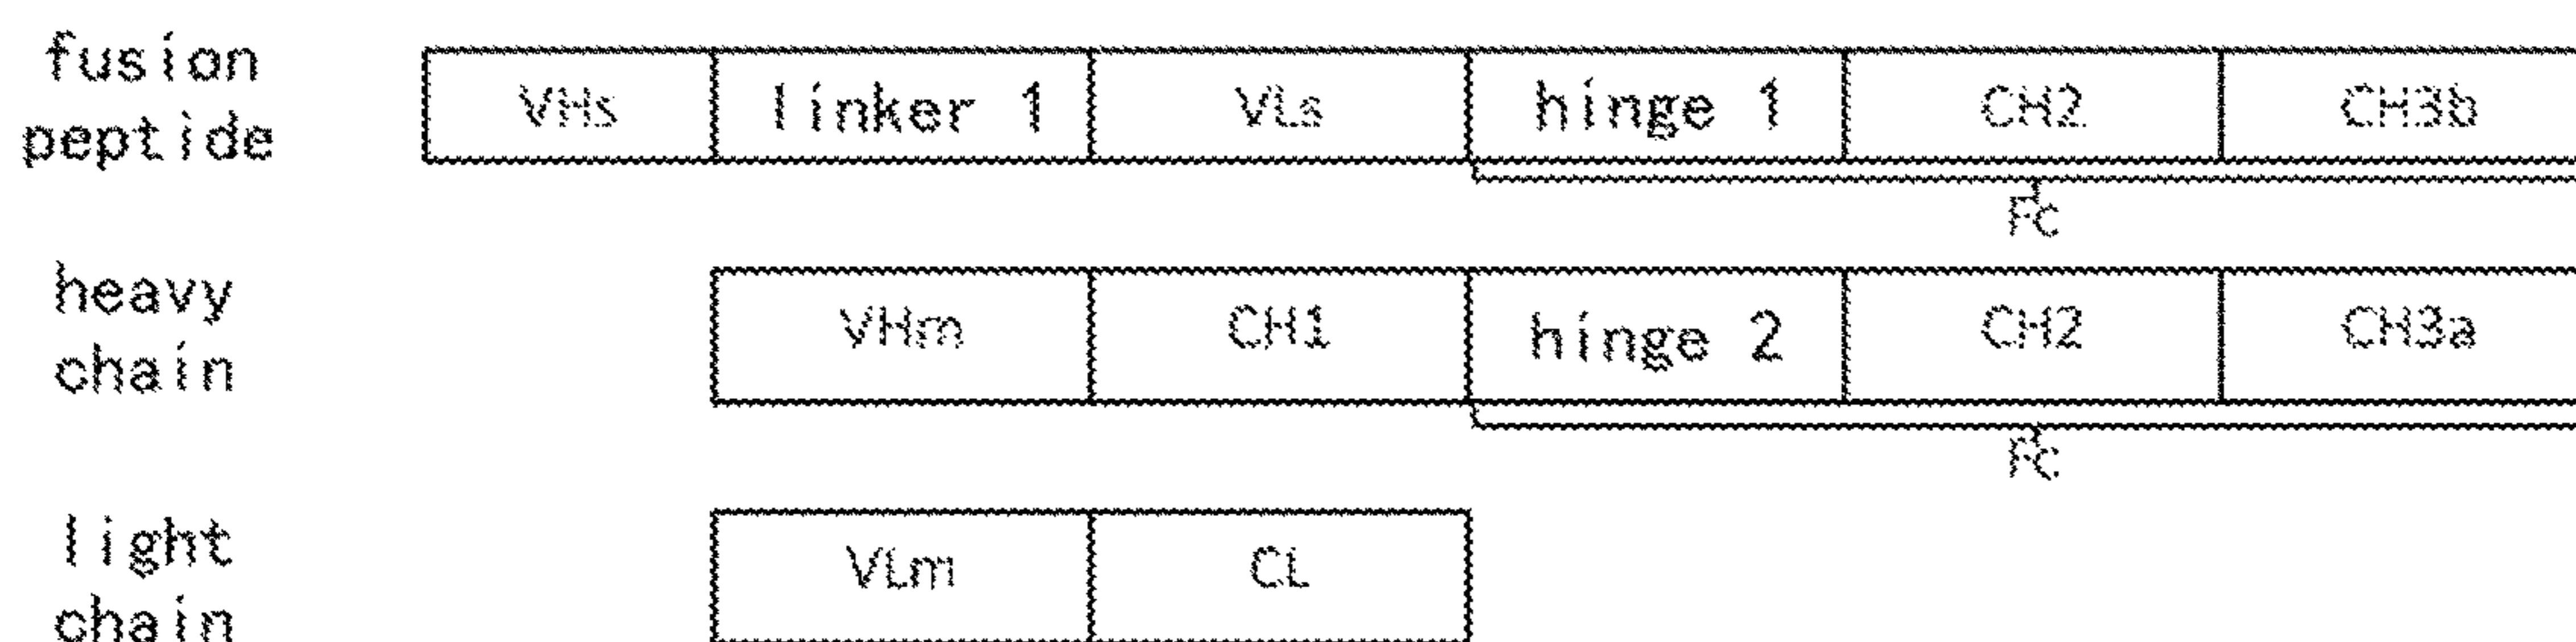 fusion
peptide
VHs linker 1 VLs hinge 1 CH2 CH3b
Fc
heavy
chain
VHm CH1 hinge 2 CH2 CH3a
Fc
light
chain
VLm CL